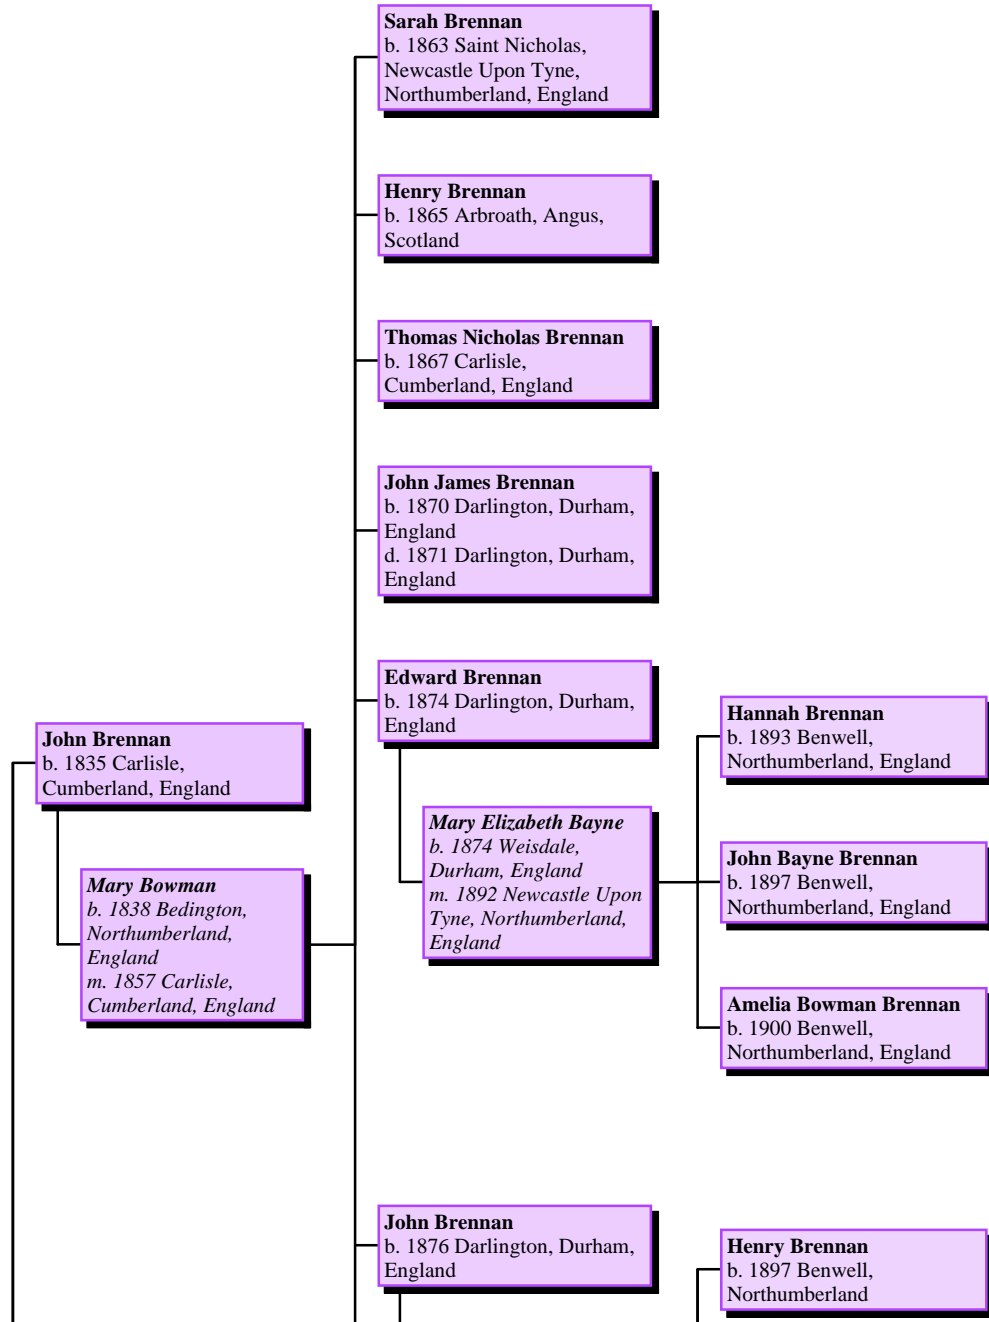 Sarah Brennan
b. 1863 Saint Nicholas,
Newcastle Upon Tyne,
Northumberland, England
Henry Brennan
b. 1865 Arbroath, Angus,
Scotland
Thomas Nicholas Brennan
b. 1867 Carlisle,
Cumberland, England
John James Brennan
b. 1870 Darlington, Durham,
England
d. 1871 Darlington, Durham,
England
Edward Brennan
b. 1874 Darlington, Durham,
England
Hannah Brennan
b. 1893 Benwell,
Northumberland, England
John Brennan
b. 1835 Carlisle,
Cumberland, England
Mary Elizabeth Bayne
b. 1874 Weisdale,
Durham, England
m. 1892 Newcastle Upon
Tyne, Northumberland,
England
John Bayne Brennan
b. 1897 Benwell,
Northumberland, England
Mary Bowman
b. 1838 Bedington,
Northumberland,
England
m. 1857 Carlisle,
Cumberland, England
Amelia Bowman Brennan
b. 1900 Benwell,
Northumberland, England
John Brennan
b. 1876 Darlington, Durham,
England
Henry Brennan
b. 1897 Benwell,
Northumberland